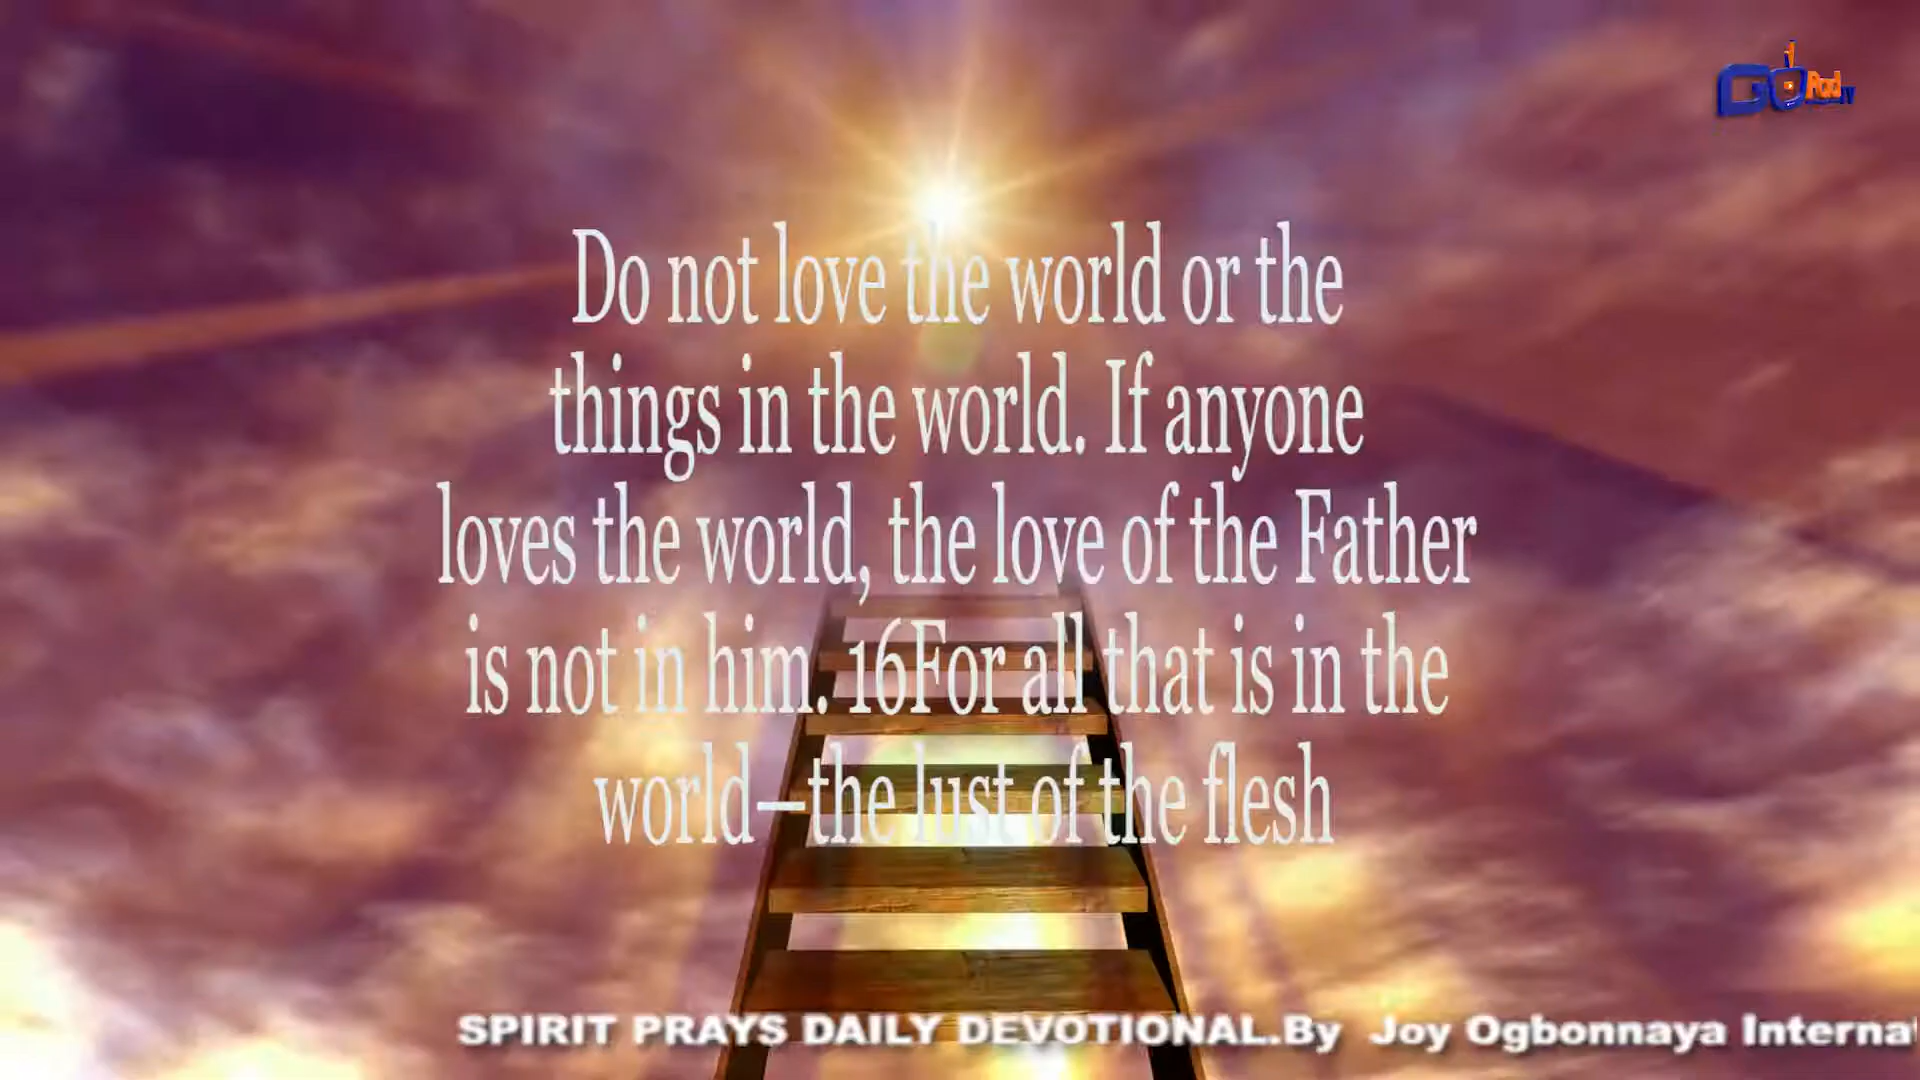 Do not love the world or the
things in the world. If anyone
loves the world, the love of the Father
is not in him. 16For all that is in the
world—the lust of the flesh
SPIRIT PRAYS DAILY DEVOTIONAL.By Joy Ogbonnaya Interna